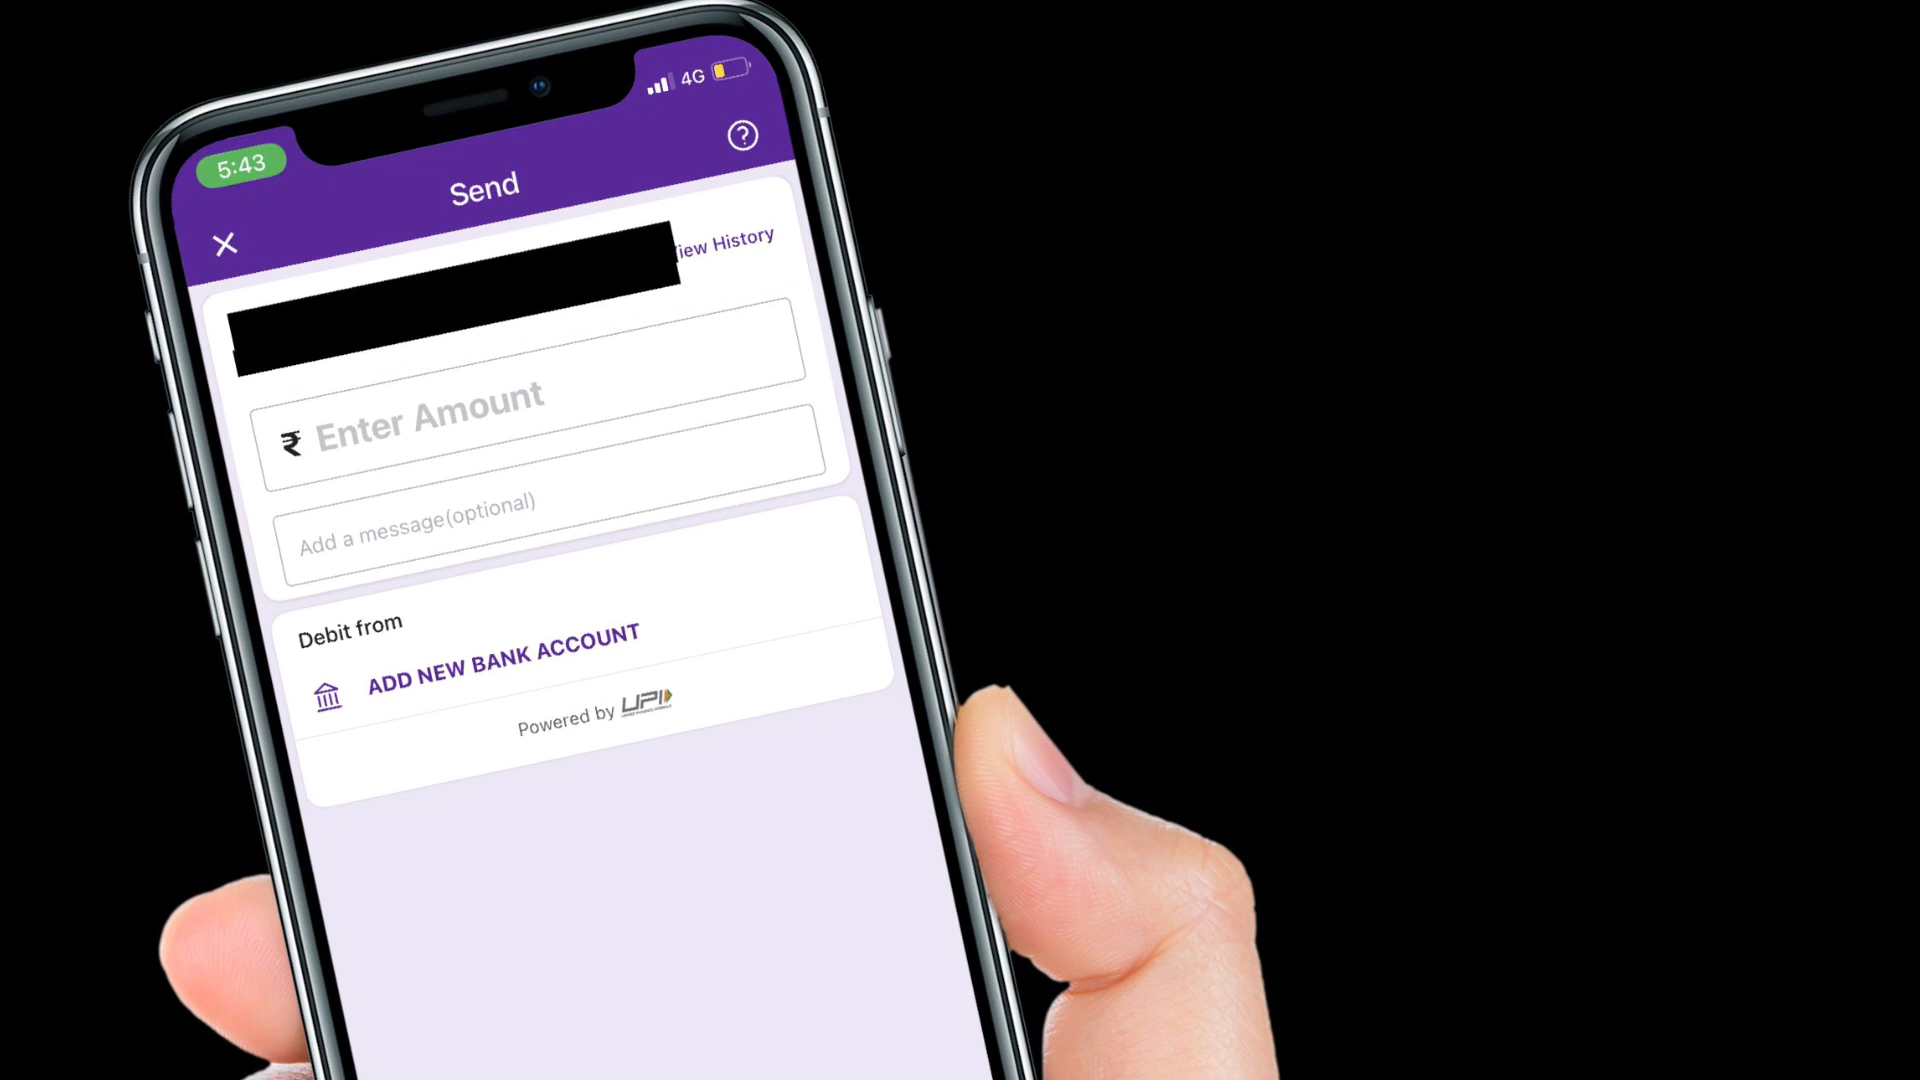 5:43
4G
Send
?
iew History
₹ Enter Amount
Add a message(optional)
Debit from
ADD NEW BANK ACCOUNT
Powered by UPI